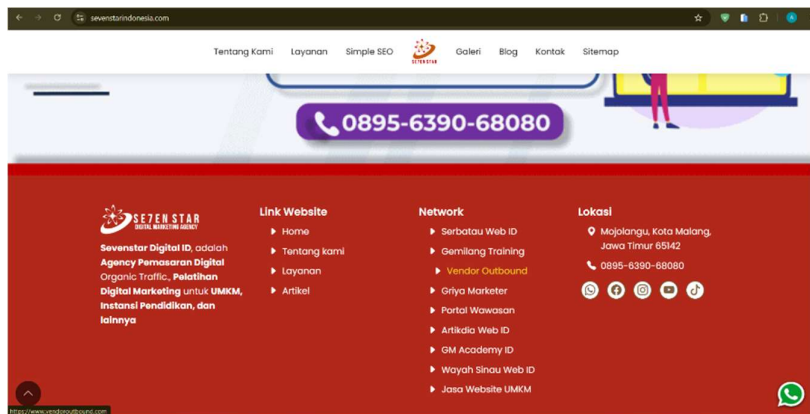 sevenstarindonesia.com
Tentang Kami Layanan Simple SEO SE7EN STAR Galeri Blog Kontak Sitemap
0895-6390-68080
SE7EN STAR
DIGITAL MARKETING AGENCY
Sevenstar Digital ID, adalah
Agency Pemasaran Digital
Organic Traffic,, Pelatihan
Digital Marketing untuk UMKM,
Instansi Pendidikan, dan
lainnya
Link Website
Home
Tentang kami
Layanan
Artikel
Network
Serbatau Web ID
Gemilang Training
Vendor Outbound
Griya Marketer
Portal Wawasan
Artikdia Web ID
GM Academy ID
Wayah Sinau Web ID
Jasa Website UMKM
Lokasi
Mojolangu, Kota Malang,
Jawa Timur 65142
0895-6390-68080
https://www.vendoroutbound.com